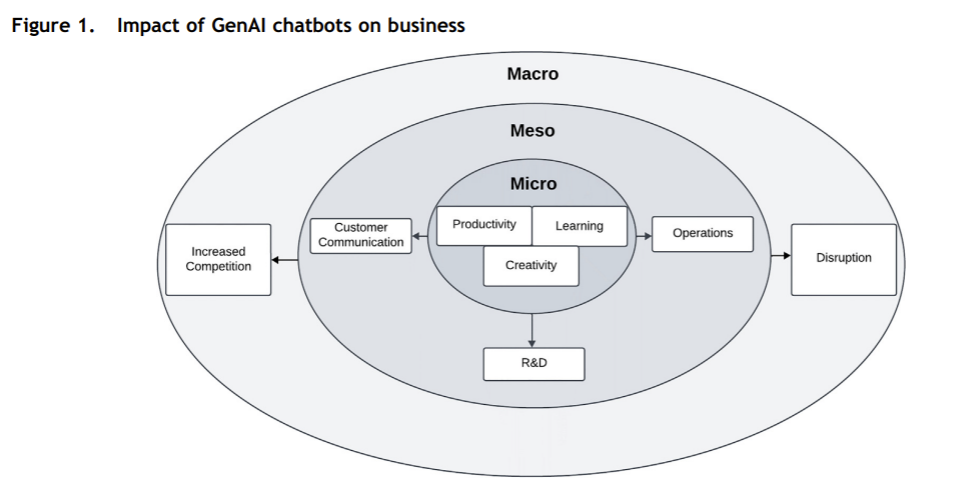 Figure 1. Impact of GenAI chatbots on business
Macro
Meso
Micro
Productivity
Learning
Creativity
Customer
Communication
Operations
Increased
Competition
Disruption
R&D